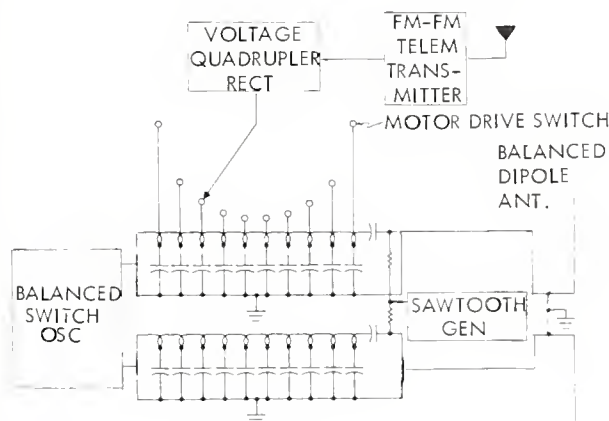 VOLTAGE
QUADRUPLER
RECT
FM-FM
TELEM
TRANS-
MITTER
MOTOR DRIVE SWITCH
BALANCED
DIPOLE
ANT.
BALANCED
SWITCH
OSC
SAWTOOTH
GEN